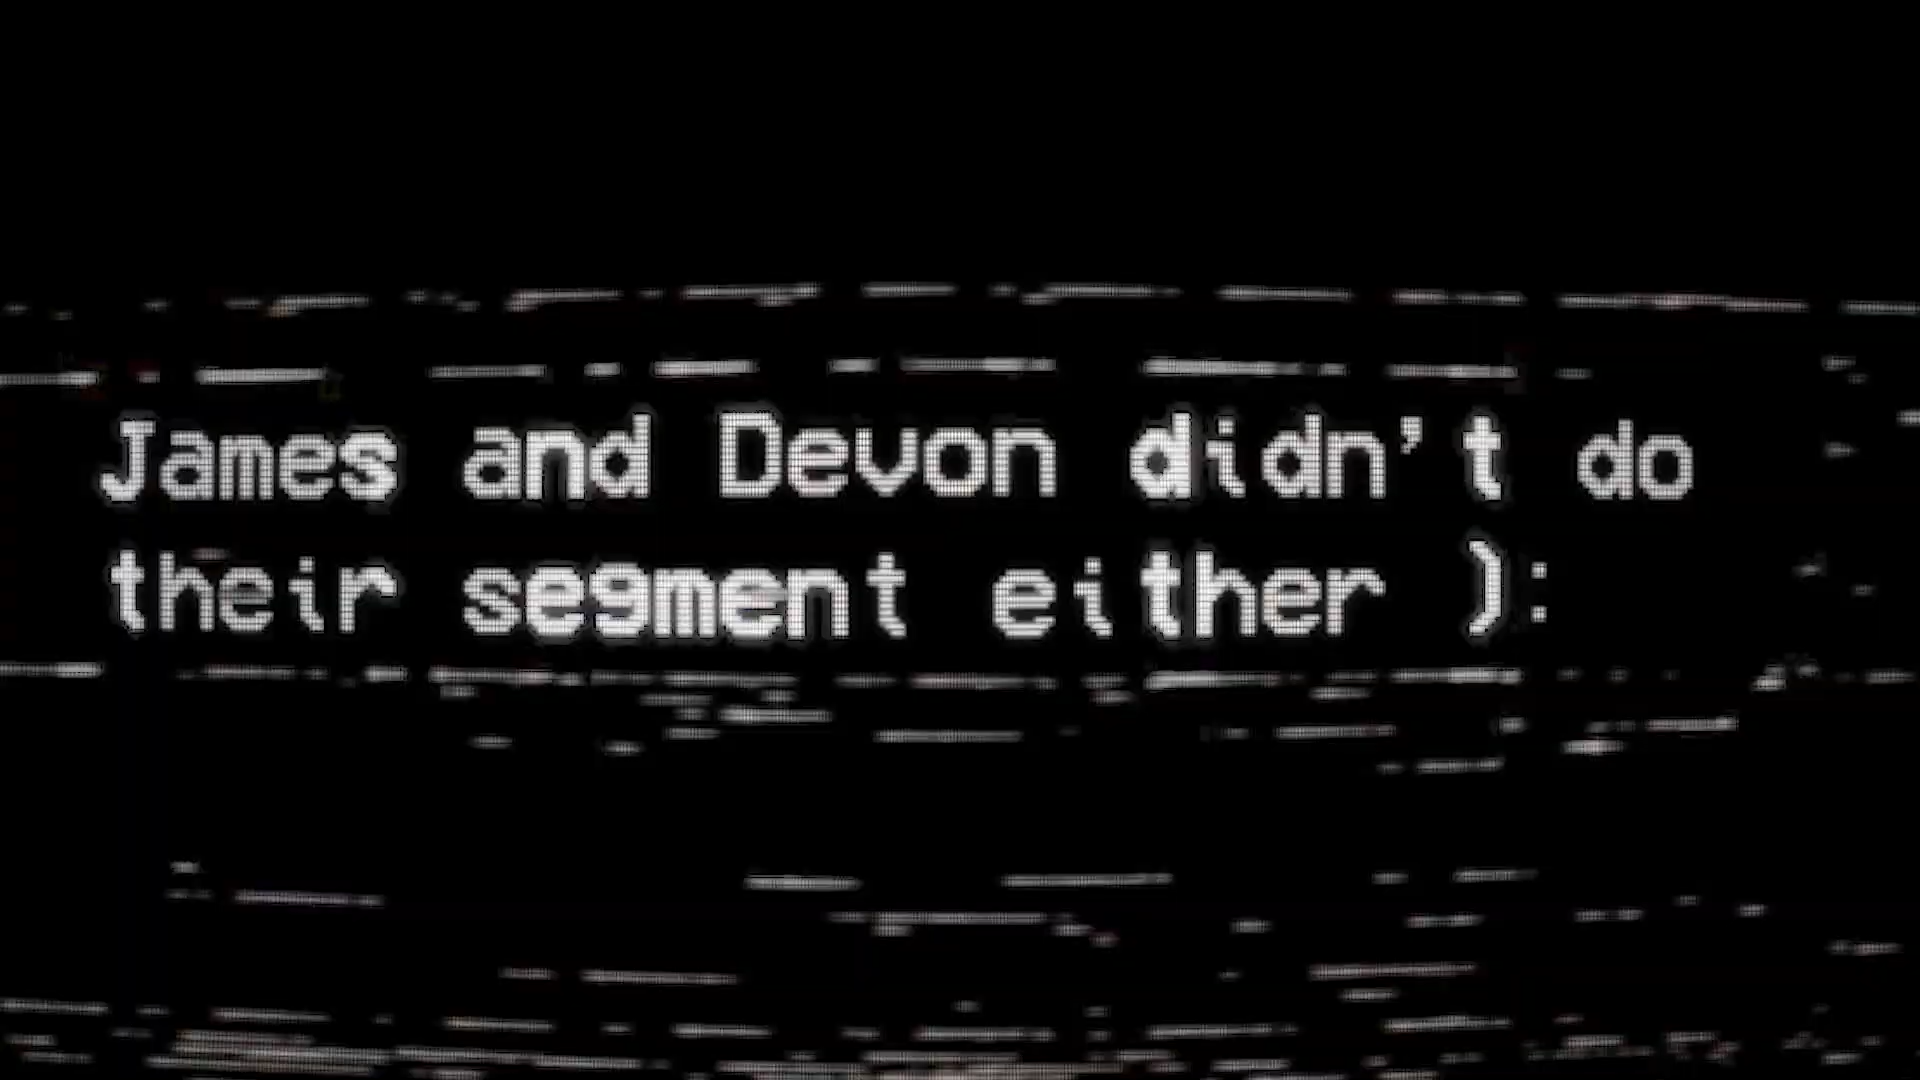 James and Devon didn't do
their segment either ):